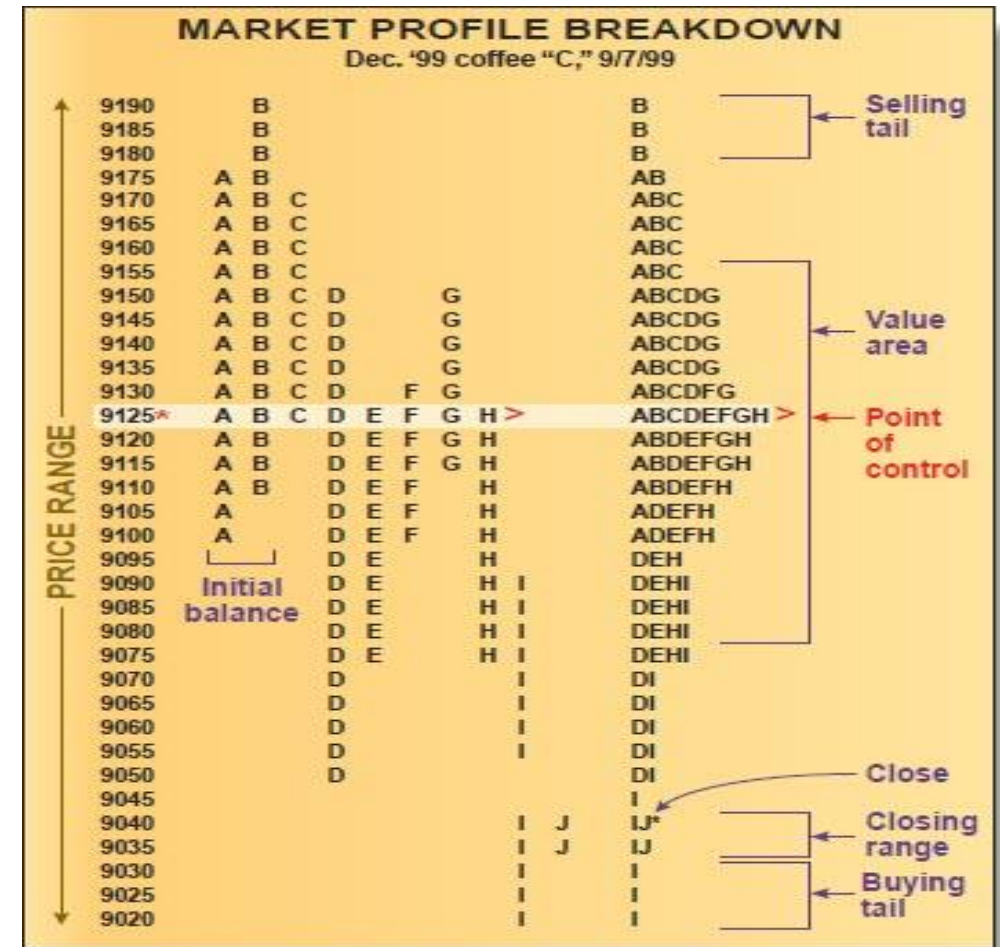 MARKET PROFILE BREAKDOWN
Dec. '99 coffee "C," 9/7/99
9190 B B Selling
9185 B B tail
9180 B B
9175 A B AB
9170 A B C ABC
9165 A B C ABC
9160 A B C ABC
9155 A B C ABC
9150 A B C D G ABCDG
9145 A B C D G ABCDG Value
9140 A B C D G ABCDG area
9135 A B C D G ABCDG
9130 A B C D F G ABCDFG
9125* A B C D E F G H > ABCDEFGH > Point
9120 A B D E F G H ABDEFGH of
9115 A B D E F G H ABDEFGH control
9110 A B D E F H ABDEFH
9105 A D E F H ADEFH
9100 A D E F H ADEFH
9095 D E H DEH
9090 Initial D E H I DEHI
9085 balance D E H I DEHI
9080 D E H I DEHI
9075 D E H I DEHI
9070 D I DI
9065 D I DI
9060 D I DI
9055 D I DI
9050 D DI Close
9045 I
9040 I J IJ* Closing
9035 I J IJ range
9030 I I
9025 I I Buying
9020 I I tail
PRICE RANGE